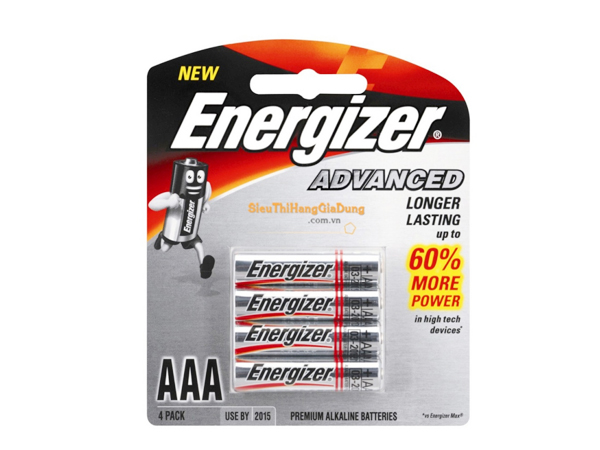 NEW
Energizer®
ADVANCED
Energizer
SieuThiHangGiaDung
.com.vn
LONGER
LASTING
up to
60%
MORE
POWER
in high tech
devices*
Energizer
Energizer
Energizer
Energizer
AAA
4 PACK
USE BY 2015
PREMIUM ALKALINE BATTERIES
*vs Energizer Max®